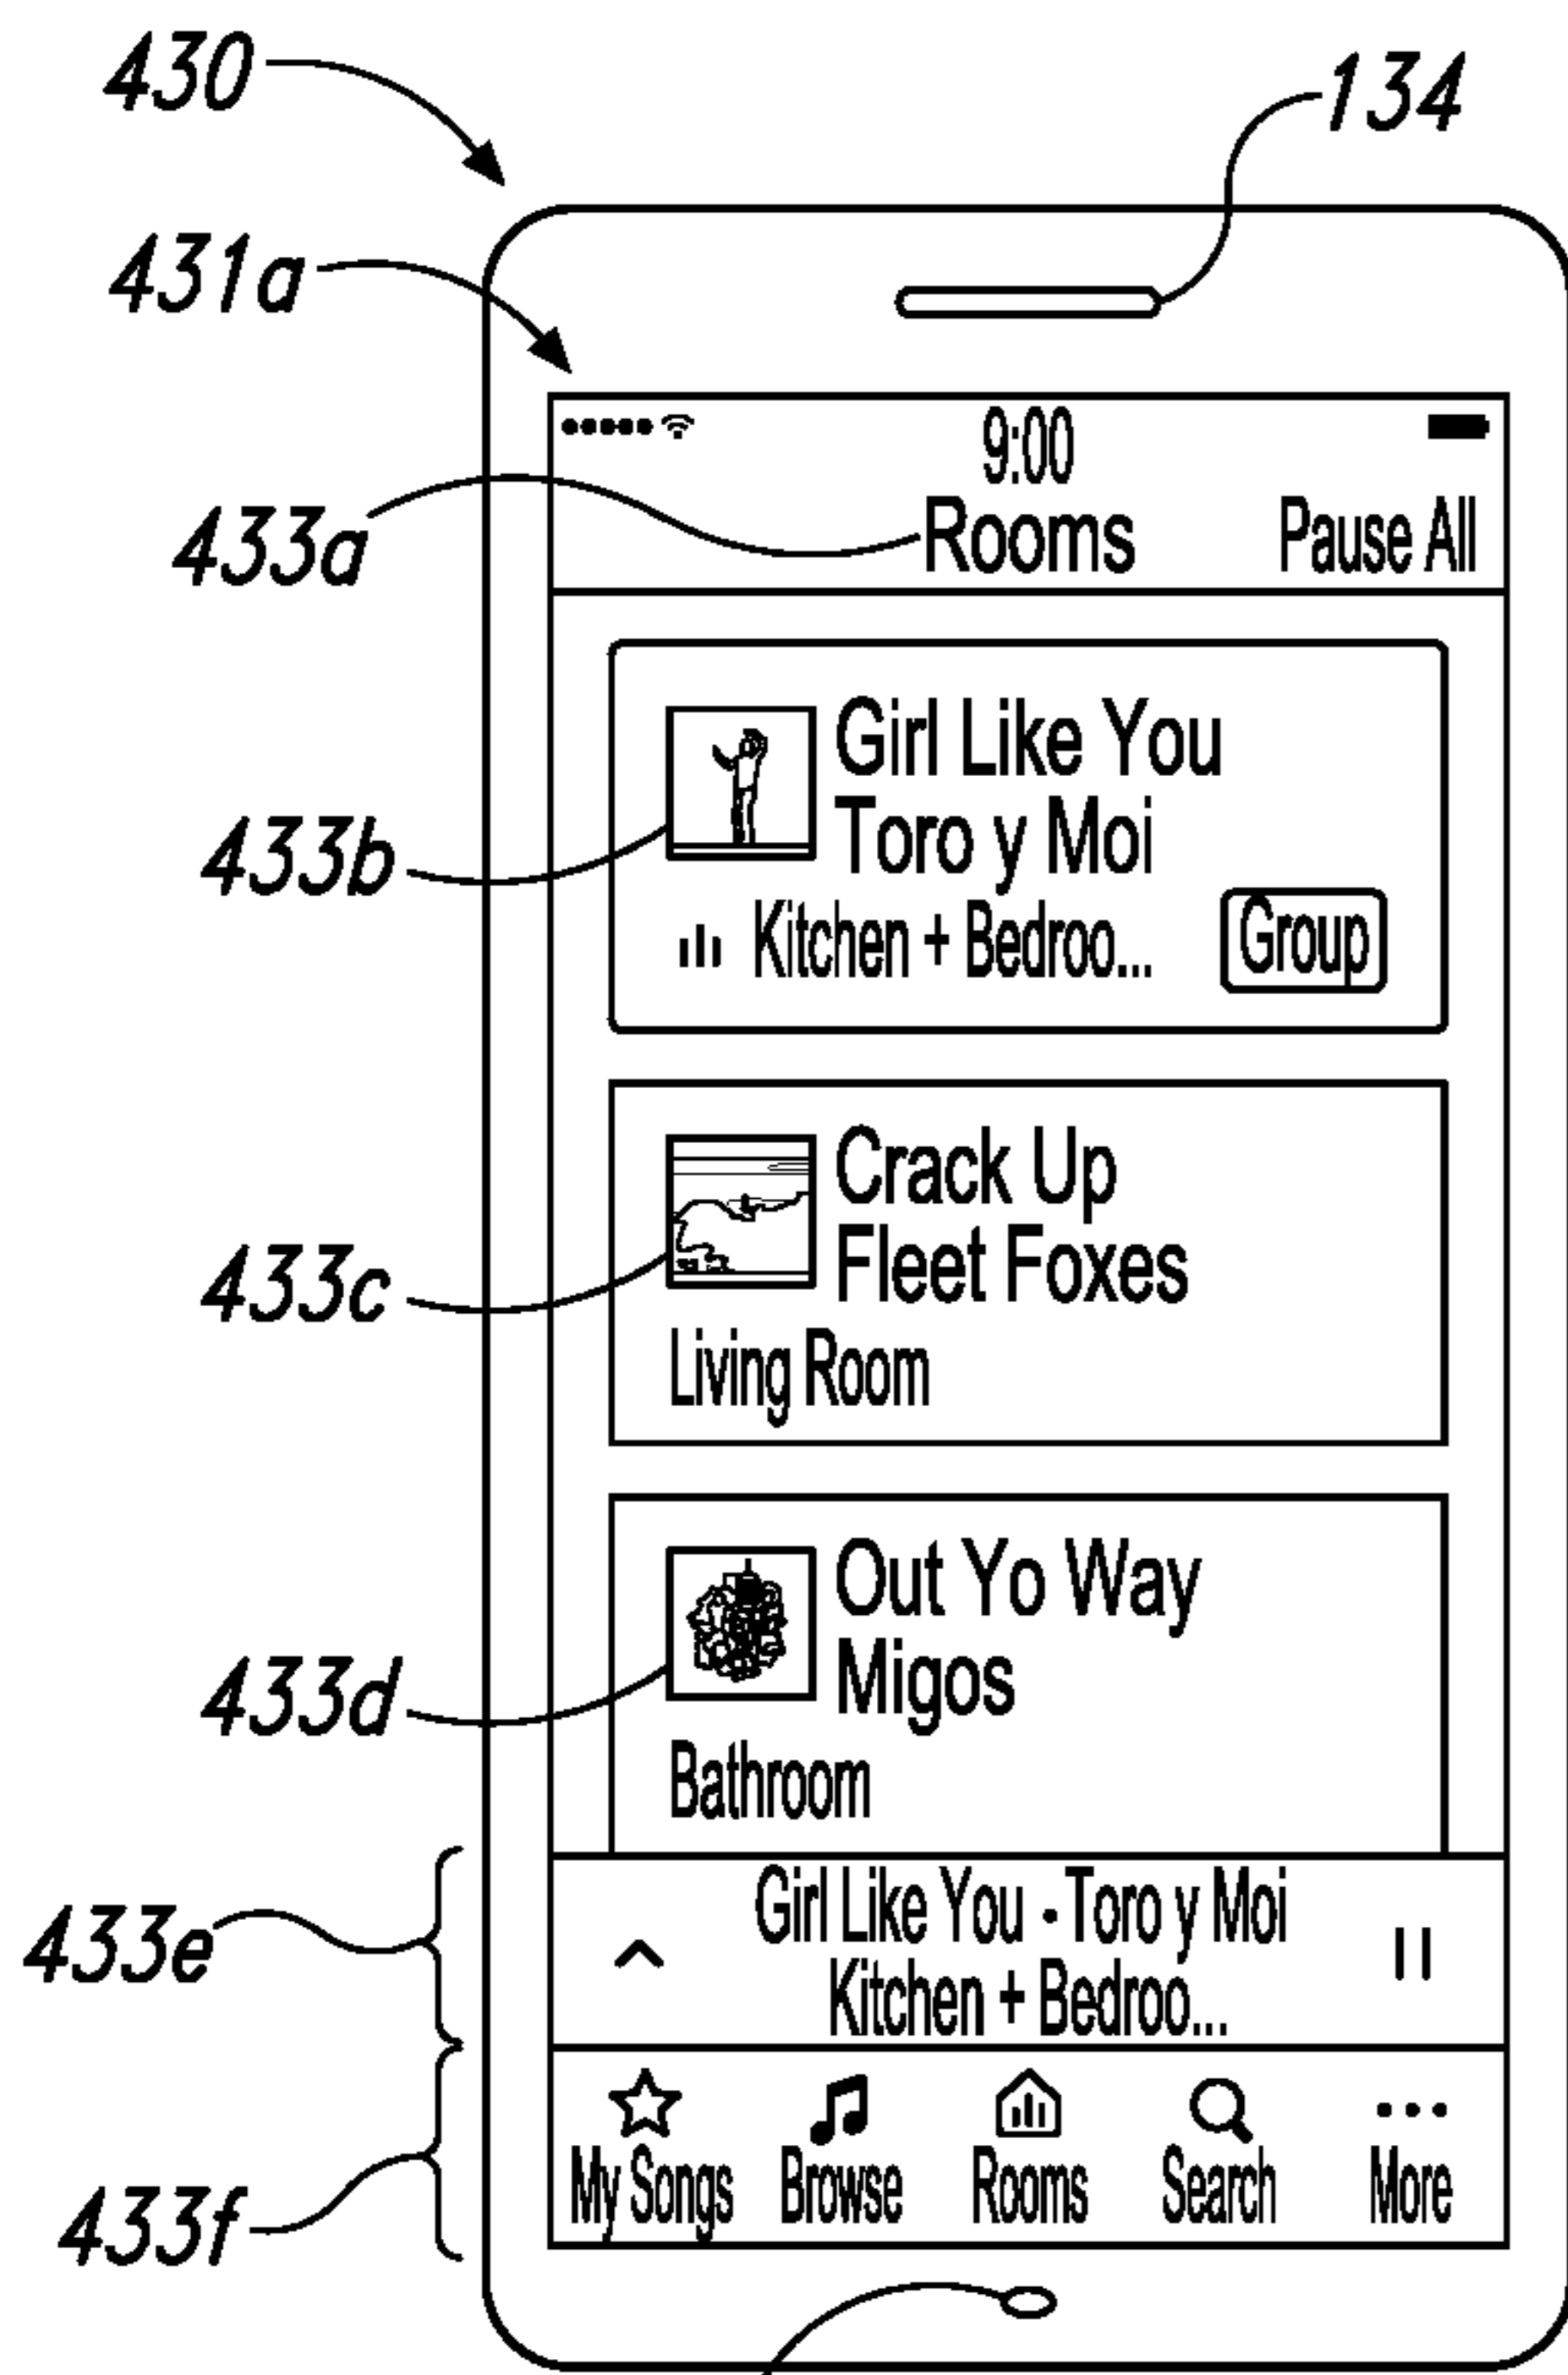 430
134
431a
9:00
433a
Rooms
Pause All
Girl Like You
Toro y Moi
433b
Kitchen + Bedroo...
Group
Crack Up
Fleet Foxes
433c
Living Room
Out Yo Way
Migos
433d
Bathroom
Girl Like You · Toro y Moi
433e
Kitchen + Bedroo...
My Songs
Browse
Rooms
Search
More
433f